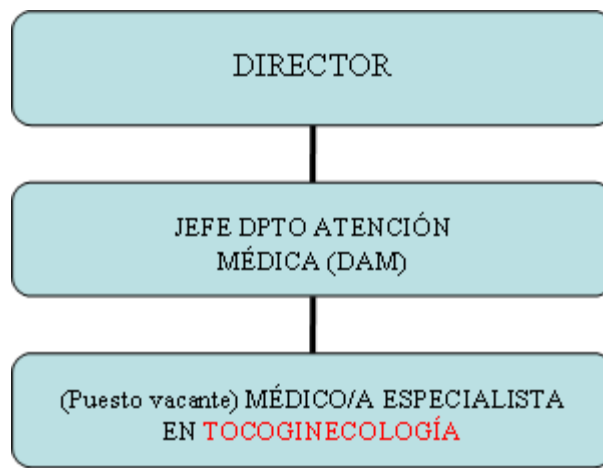 DIRECTOR
JEFE DPTO ATENCIÓN
MÉDICA (DAM)
(Puesto vacante) MÉDICO/A ESPECIALISTA
EN TOCOGINECOLOGÍA